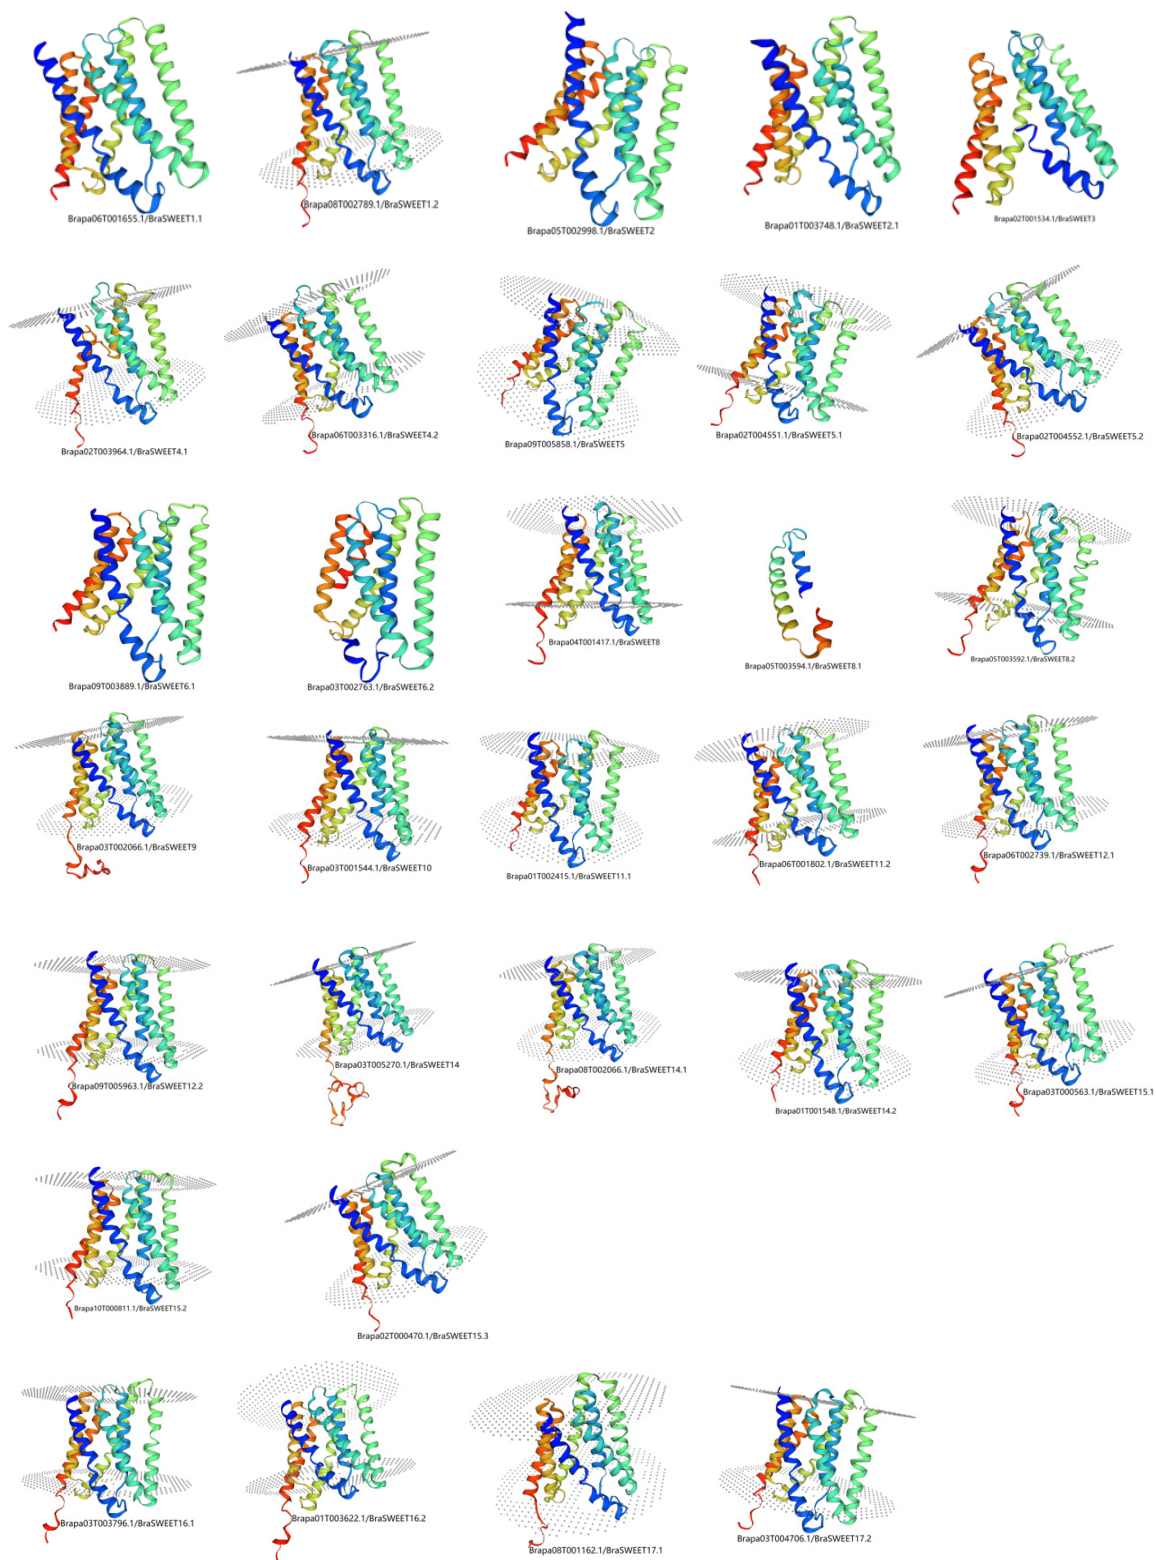 Brapa06T001655.1/BraSWEET1.1
Brapa08T002789.1/BraSWEET1.2
Brapa05T002998.1/BraSWEET2
Brapa01T003748.1/BraSWEET2.1
Brapa02T001534.1/BraSWEET3
Brapa02T003964.1/BraSWEET4.1
Brapa06T003316.1/BraSWEET4.2
Brapa09T005858.1/BraSWEET5
Brapa02T004551.1/BraSWEET5.1
Brapa02T004552.1/BraSWEET5.2
Brapa09T003889.1/BraSWEET6.1
Brapa03T002763.1/BraSWEET6.2
Brapa04T001417.1/BraSWEET8
Brapa05T003594.1/BraSWEET8.1
Brapa05T003592.1/BraSWEET8.2
Brapa03T002066.1/BraSWEET9
Brapa03T001544.1/BraSWEET10
Brapa01T002415.1/BraSWEET11.1
Brapa06T001802.1/BraSWEET11.2
Brapa06T002739.1/BraSWEET12.1
Brapa09T005963.1/BraSWEET12.2
Brapa03T005270.1/BraSWEET14
Brapa08T002066.1/BraSWEET14.1
Brapa01T001548.1/BraSWEET14.2
Brapa03T000563.1/BraSWEET15.1
Brapa10T000811.1/BraSWEET15.2
Brapa02T000470.1/BraSWEET15.3
Brapa03T003796.1/BraSWEET16.1
Brapa01T003622.1/BraSWEET16.2
Brapa08T001162.1/BraSWEET17.1
Brapa03T004706.1/BraSWEET17.2